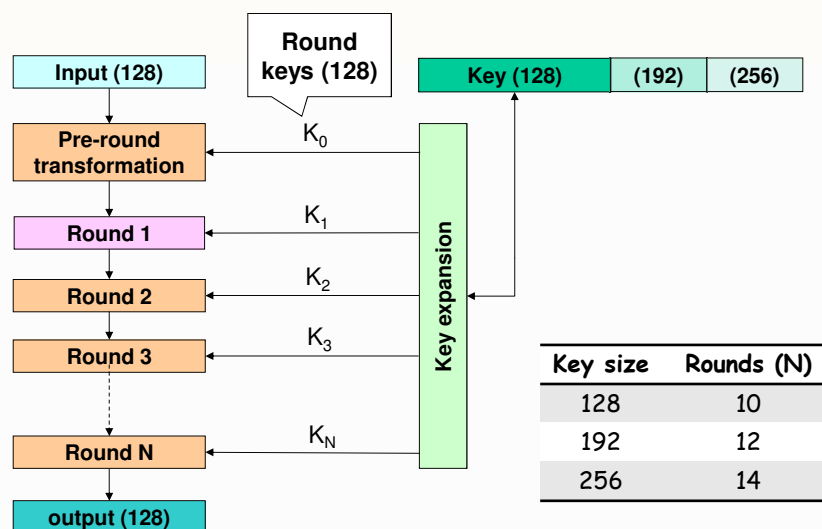 Round
keys (128)
Input (128)
Key (128)
(192)
(256)
Pre-round
transformation
K0
Round 1
K1
Round 2
K2
Round 3
K3
Round N
KN
output (128)
Key expansion
Key size Rounds (N)
128 10
192 12
256 14